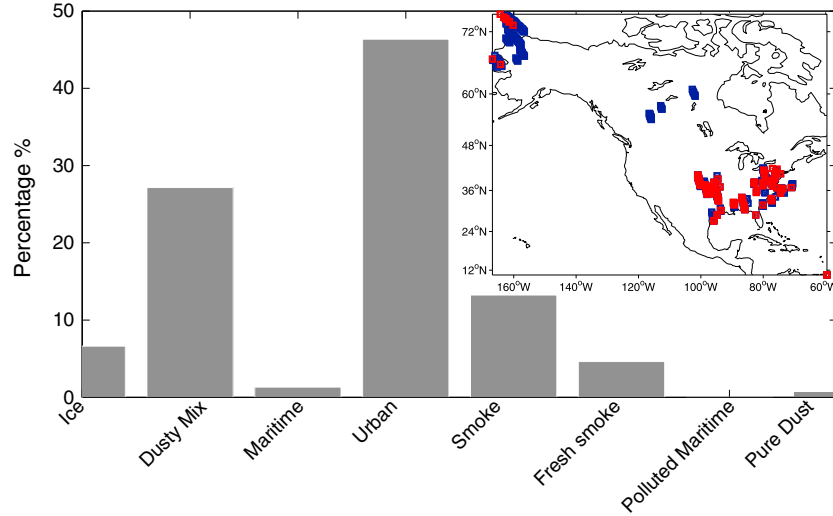 Percentage %
50
40
30
20
10
0
Ice
Dusty Mix
Maritime
Urban
Smoke
Fresh smoke
Polluted Maritime
Pure Dust
72°N
60°N
48°N
36°N
24°N
12°N
160°W
140°W
120°W
100°W
80°W
60°W